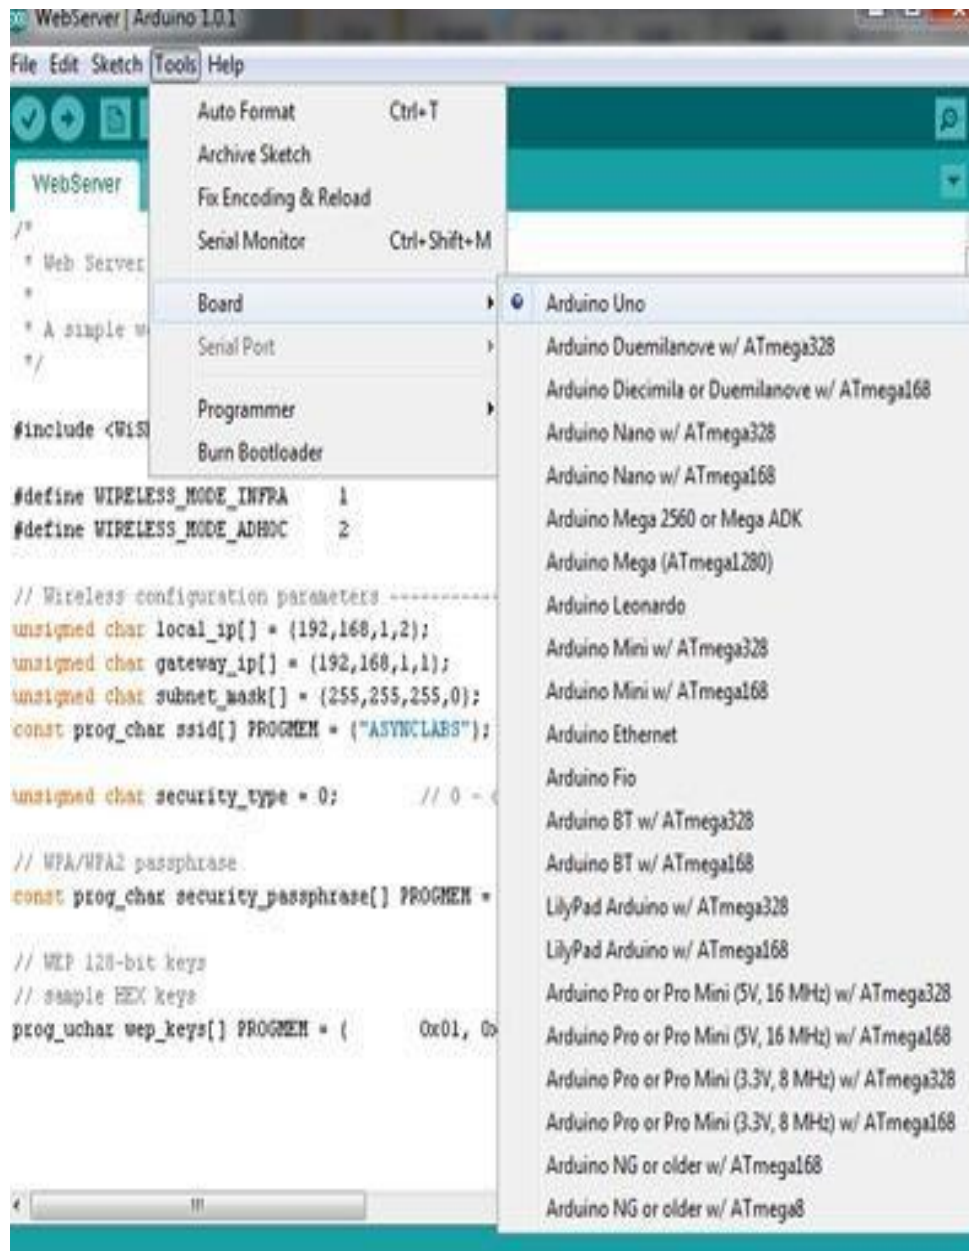 WebServer | Arduino 1.0.1
File Edit Sketch Tools Help
WebServer
Auto Format Ctrl+T
Archive Sketch
Fix Encoding & Reload
Serial Monitor Ctrl+Shift+M
Board
Serial Port
Programmer
Burn Bootloader
Arduino Uno
Arduino Duemilanove w/ ATmega328
Arduino Diecimila or Duemilanove w/ ATmega168
Arduino Nano w/ ATmega328
Arduino Nano w/ ATmega168
Arduino Mega 2560 or Mega ADK
Arduino Mega (ATmega1280)
Arduino Leonardo
Arduino Mini w/ ATmega328
Arduino Mini w/ ATmega168
Arduino Ethernet
Arduino Fio
Arduino BT w/ ATmega328
Arduino BT w/ ATmega168
LilyPad Arduino w/ ATmega328
LilyPad Arduino w/ ATmega168
Arduino Pro or Pro Mini (5V, 16 MHz) w/ ATmega328
Arduino Pro or Pro Mini (5V, 16 MHz) w/ ATmega168
Arduino Pro or Pro Mini (3.3V, 8 MHz) w/ ATmega328
Arduino Pro or Pro Mini (3.3V, 8 MHz) w/ ATmega168
Arduino NG or older w/ ATmega168
Arduino NG or older w/ ATmega8
/*
* Web Server
*
* A simple
*/
#include
#define WIRELESS_MODE_INFRA 1
#define WIRELESS_MODE_ADHOC 2
// Wireless configuration parameters -----------
unsigned char local_ip[] = {192,168,1,2};
unsigned char gateway_ip[] = {192,168,1,1};
unsigned char subnet_mask[] = {255,255,255,0};
const prog_char ssid[] PROGMEM = {"ASYNCLABS"};
unsigned char security_type = 0; // 0 -
// WPA/WPA2 passphrase
const prog_char security_passphrase[] PROGMEM =
// WEP 128-bit keys
// sample HEX keys
prog_uchar wep_keys[] PROGMEM = { 0x01,